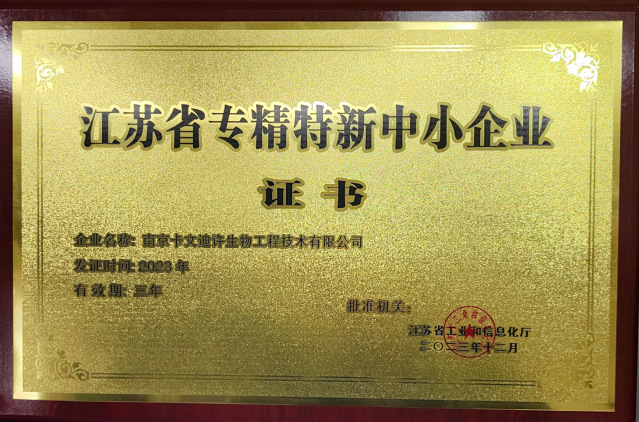 江苏省专精特新中小企业
证书
企业名称: 南京卡文迪许生物工程技术有限公司
发证时间: 2023年
有效期: 三年
批准机关:
江苏省工业和信息化厅
二〇二三年十二月